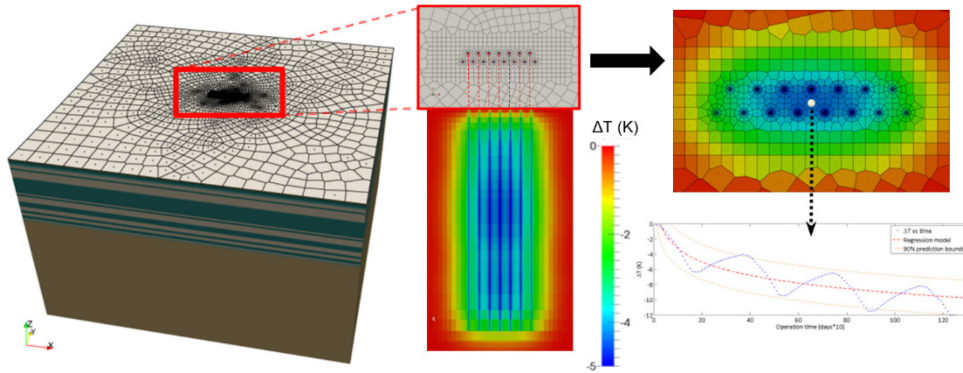 ΔT (K)
0
-2
-4
-5
Z
Y
X
ΔT vs time
Regression model
90% prediction bounds
ΔT (K)
0
-2
-4
-6
-8
-10
-12
0 20 40 60 80 100 120
Operation time (days*10)